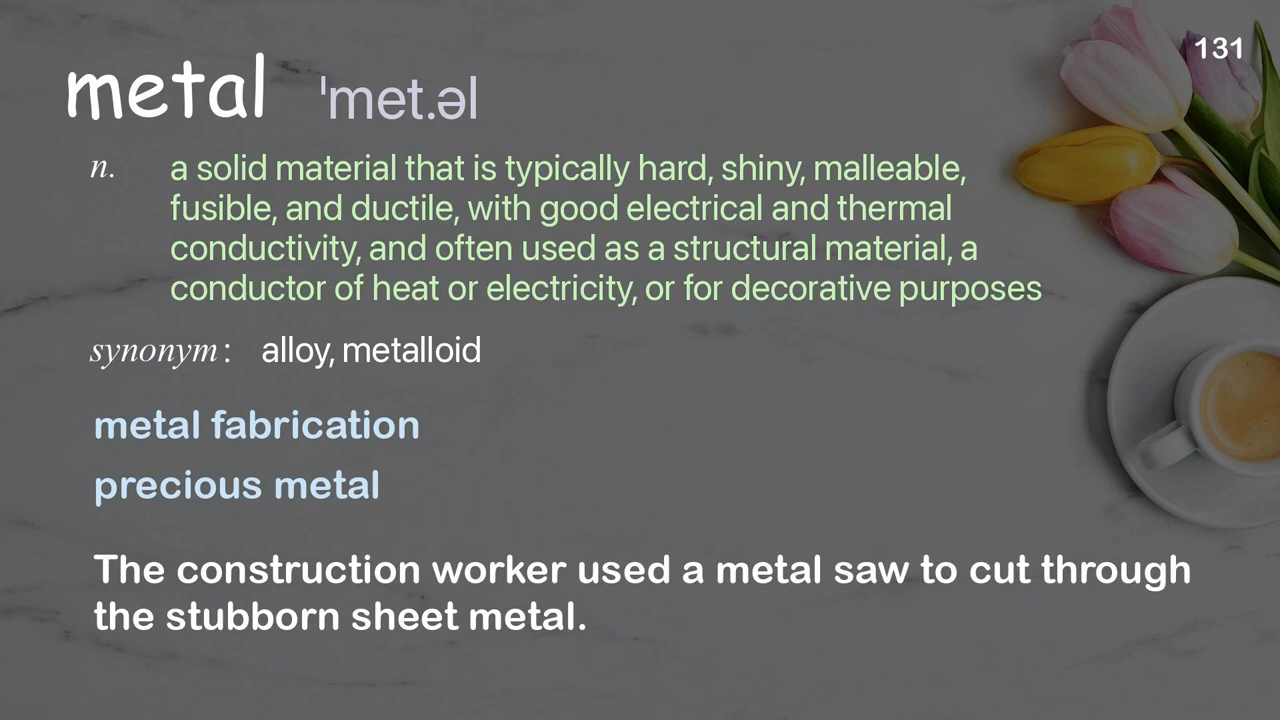 131
metal ˈmet.əl
n. a solid material that is typically hard, shiny, malleable,
fusible, and ductile, with good electrical and thermal
conductivity, and often used as a structural material, a
conductor of heat or electricity, or for decorative purposes
synonym: alloy, metalloid
metal fabrication
precious metal
The construction worker used a metal saw to cut through
the stubborn sheet metal.